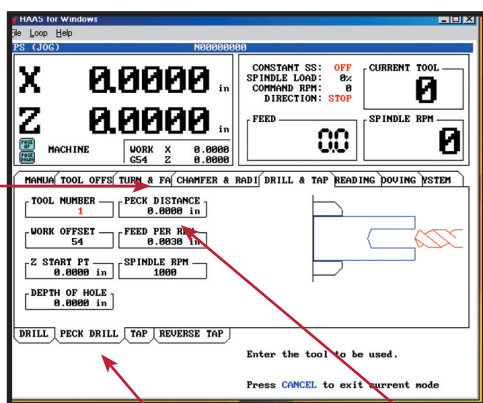 HAAS for Windows
File Loop Help
PS (JOG) N00000000
X 0.0000 in
Z 0.0000 in
PAGE UP
PAGE DOWN
MACHINE
WORK X 0.0000
G54 Z 0.0000
CONSTANT SS: OFF
SPINDLE LOAD: 0%
COMMAND RPM: 0
DIRECTION: STOP
CURRENT TOOL
0
FEED
0.0
SPINDLE RPM
0
MANUA TOOL OFFS TURN & FA CHAMFER & RADI DRILL & TAP READING OOVING YSTEM
TOOL NUMBER
1
PECK DISTANCE
0.0000 in
WORK OFFSET
54
FEED PER R
0.0030 in
Z START PT
0.0000 in
SPINDLE RPM
1000
DEPTH OF HOLE
0.0000 in
DRILL PECK DRILL TAP REVERSE TAP
Enter the tool to be used.
Press CANCEL to exit current mode